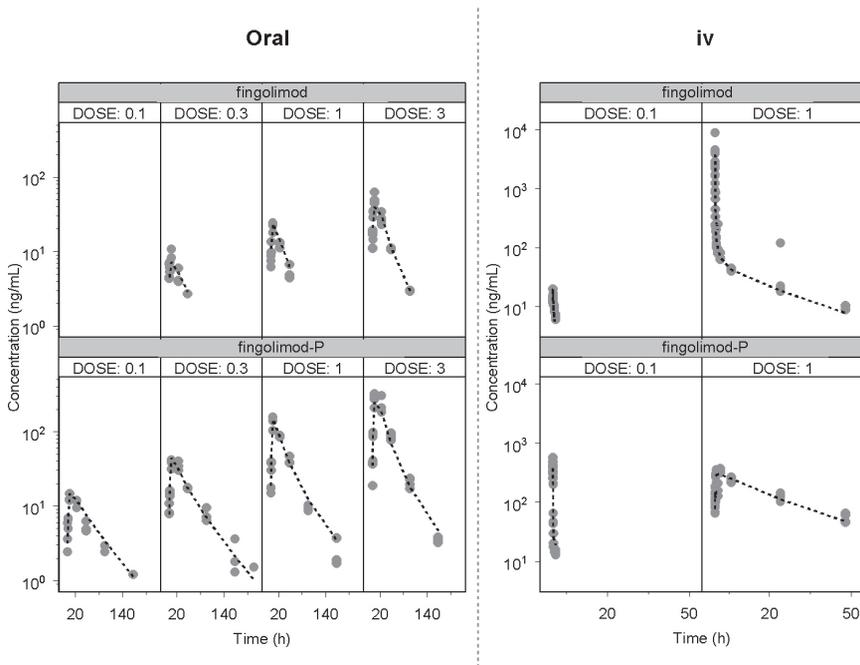 Oral
iv
fingolimod
DOSE: 0.1 DOSE: 0.3 DOSE: 1 DOSE: 3
10² 
10¹
10⁰
fingolimod-P
DOSE: 0.1 DOSE: 0.3 DOSE: 1 DOSE: 3
10²
10¹
10⁰
20 140 20 140 20 140 20 140
Time (h)
Concentration (ng/mL)
fingolimod
DOSE: 0.1 DOSE: 1
10⁴
10³
10²
10¹
fingolimod-P
DOSE: 0.1 DOSE: 1
10⁴
10³
10²
10¹
20 50 20 50
Time (h)
Concentration (ng/mL)